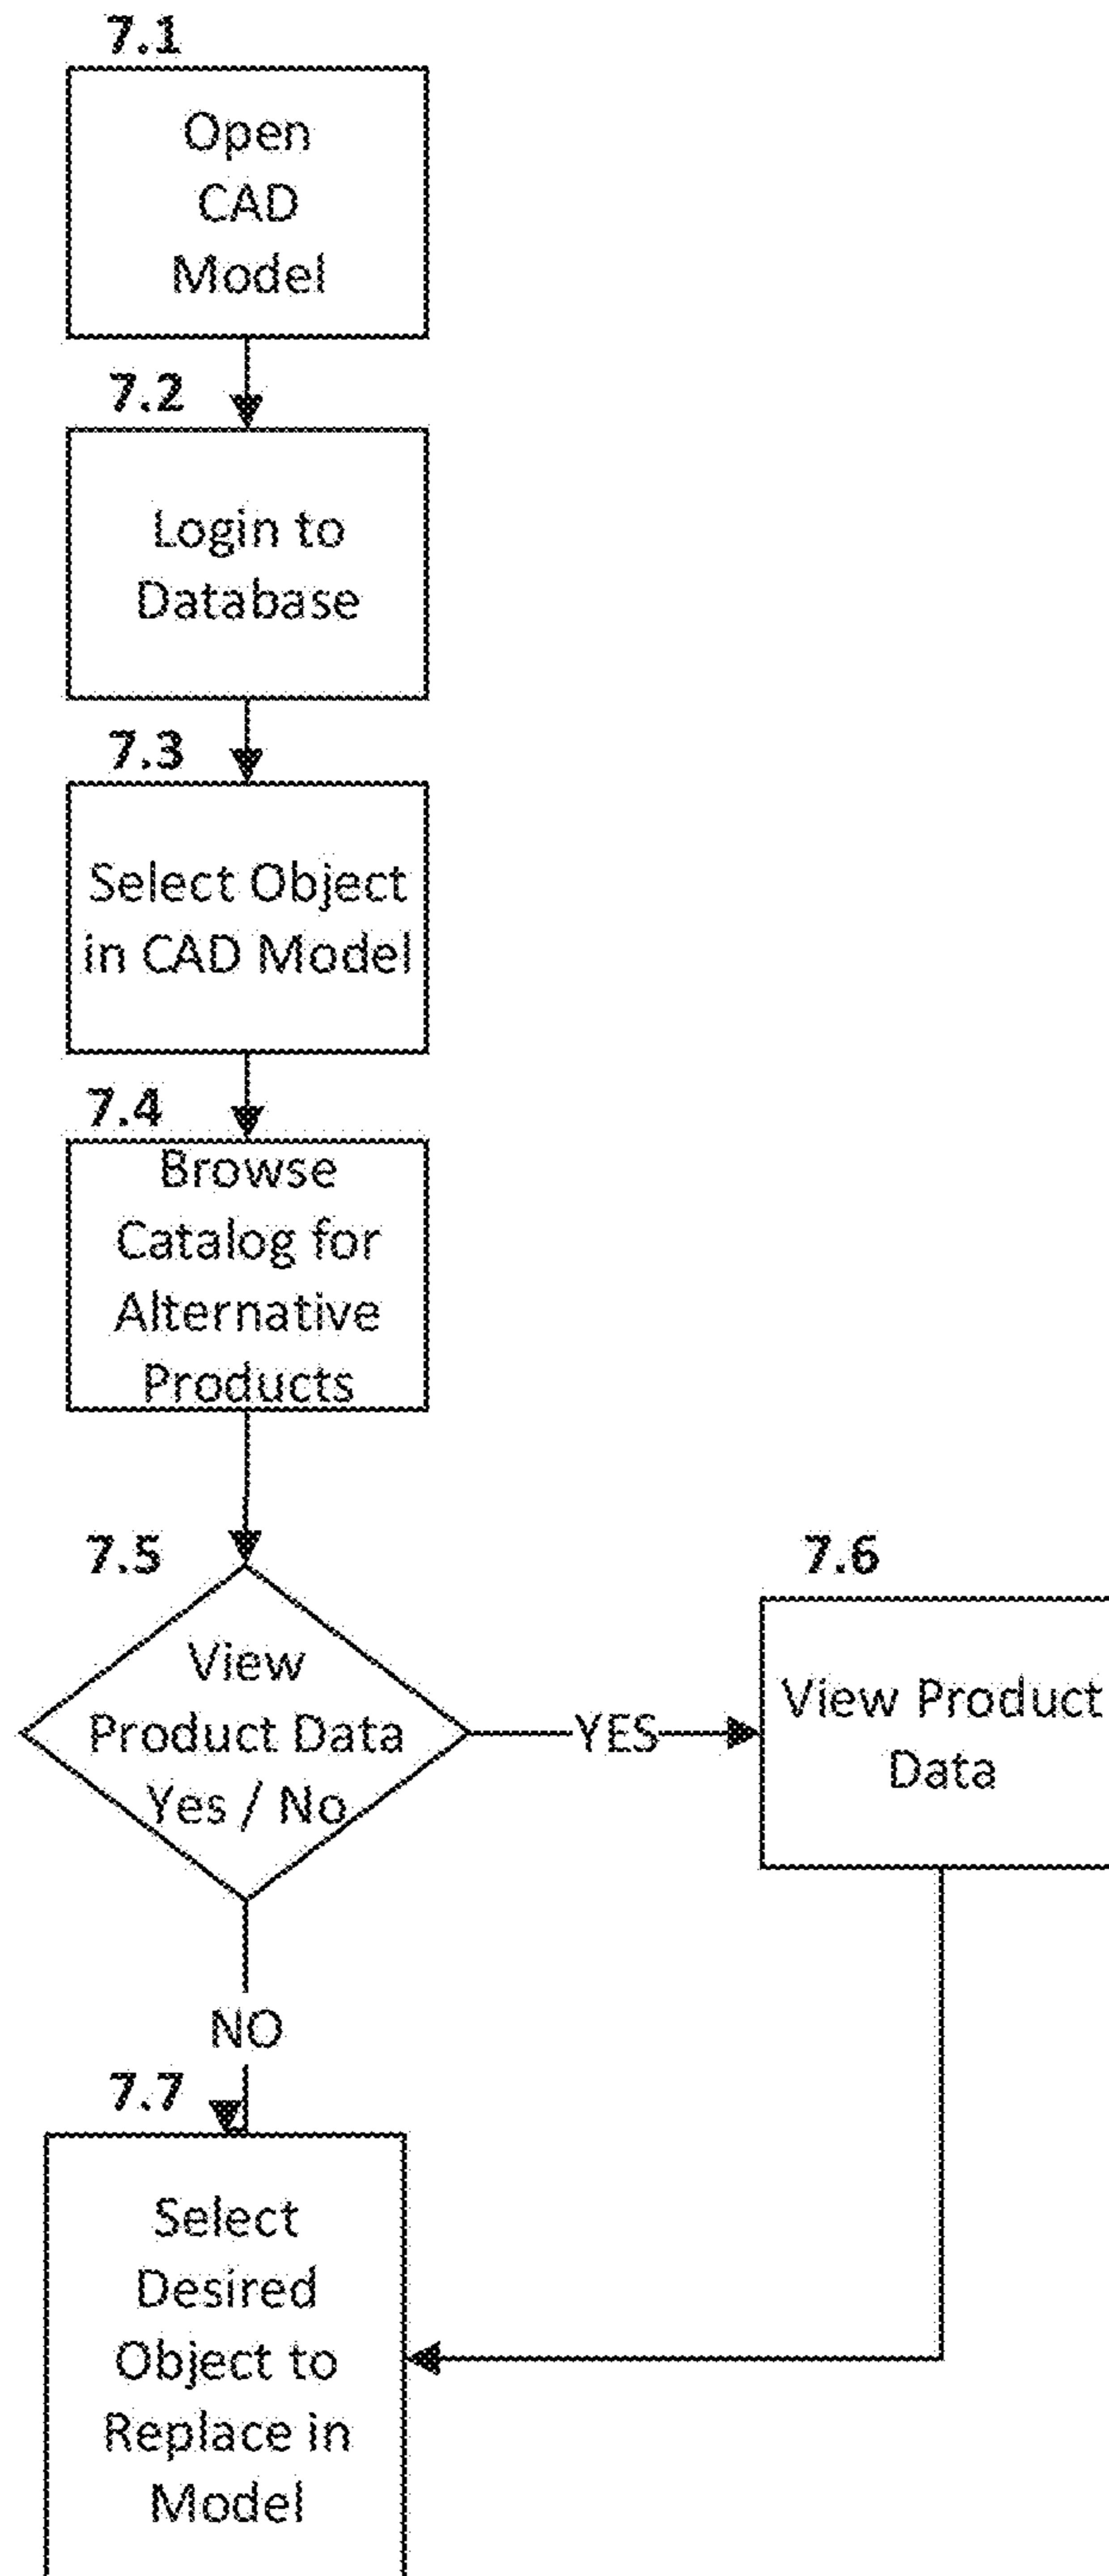 7.1
Open
CAD
Model
7.2
Login to
Database
7.3
Select Object
in CAD Model
7.4
Browse
Catalog for
Alternative
Products
7.5
View
Product Data
Yes / No
YES
7.6
View Product
Data
NO
7.7
Select
Desired
Object to
Replace in
Model